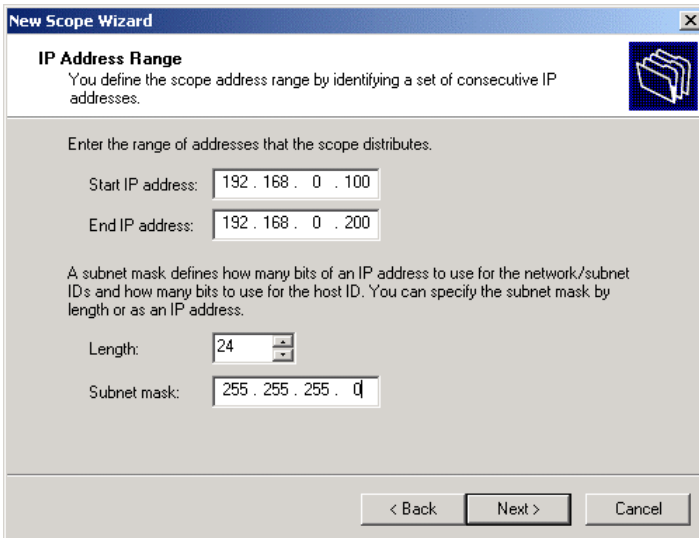 New Scope Wizard
IP Address Range
You define the scope address range by identifying a set of consecutive IP
addresses.
Enter the range of addresses that the scope distributes.
Start IP address: 192 . 168 . 0 . 100
End IP address: 192 . 168 . 0 . 200
A subnet mask defines how many bits of an IP address to use for the network/subnet
IDs and how many bits to use for the host ID. You can specify the subnet mask by
length or as an IP address.
Length: 24
Subnet mask: 255 . 255 . 255 . 0
< Back Next > Cancel